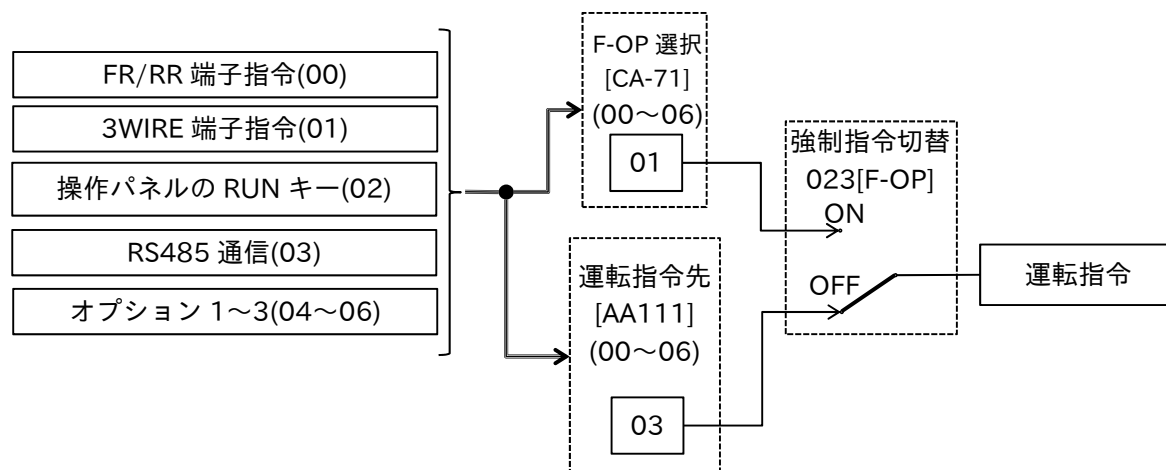 FR/RR 端子指令(00)
3WIRE 端子指令(01)
操作パネルの RUN キー(02)
RS485 通信(03)
オプション 1～3(04～06)
F-OP 選択
[CA-71]
(00～06)
01
運転指令先
[AA111]
(00～06)
03
強制指令切替
023[F-OP]
ON
OFF
運転指令